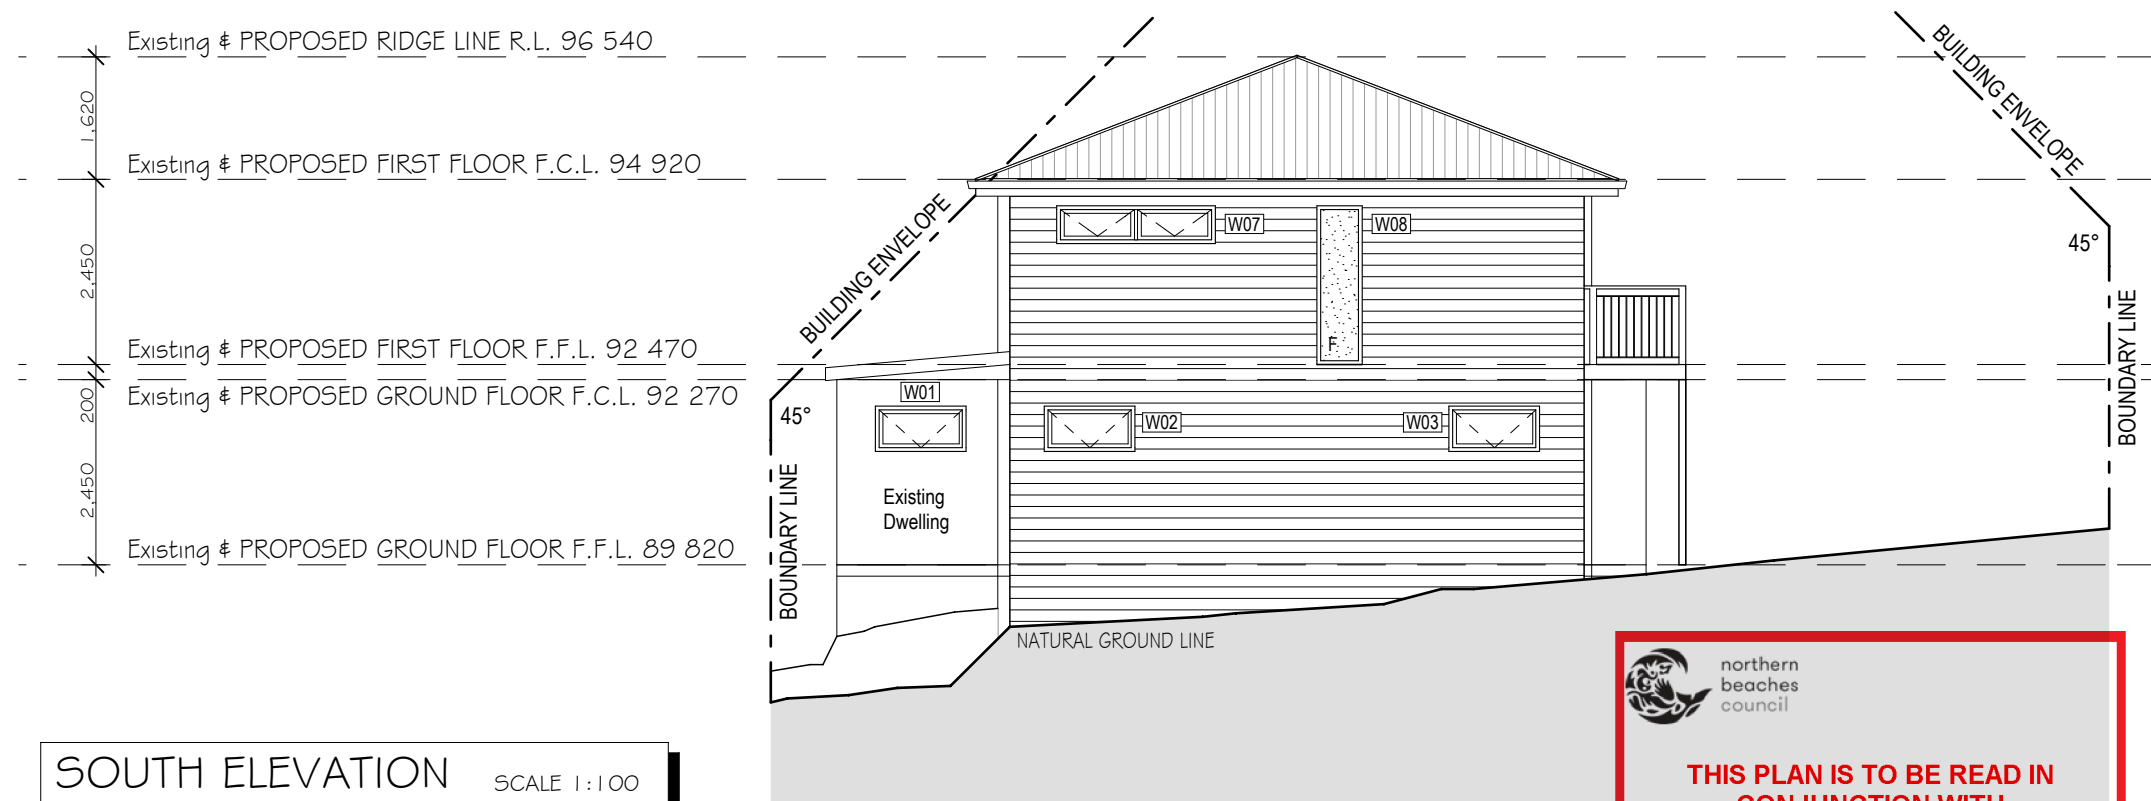 Existing & PROPOSED RIDGE LINE R.L. 96 540
1,620
Existing & PROPOSED FIRST FLOOR F.C.L. 94 920
2,450
Existing & PROPOSED FIRST FLOOR F.F.L. 92 470
200
Existing & PROPOSED GROUND FLOOR F.C.L. 92 270
2,450
Existing & PROPOSED GROUND FLOOR F.F.L. 89 820
BUILDING ENVELOPE
45°
BOUNDARY LINE
W07
W08
F
W01
W02
W03
Existing
Dwelling
NATURAL GROUND LINE
BUILDING ENVELOPE
45°
BOUNDARY LINE
SOUTH ELEVATION SCALE 1:100
northern
beaches
council
THIS PLAN IS TO BE READ IN
CONJUNCTION WITH